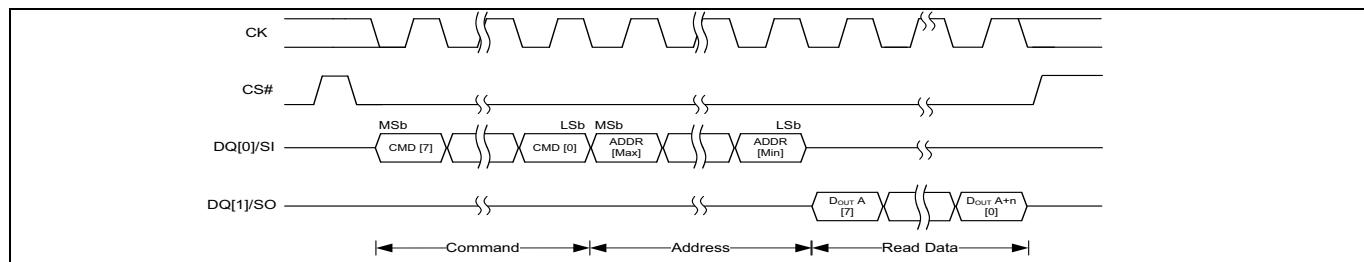 CK
CS#
MSb LSb MSb LSb
DQ[0]/SI CMD [7] CMD [0] ADDR [Max] ADDR [Min]
DQ[1]/SO DOUT A [7] DOUT A+n [0]
Command Address Read Data